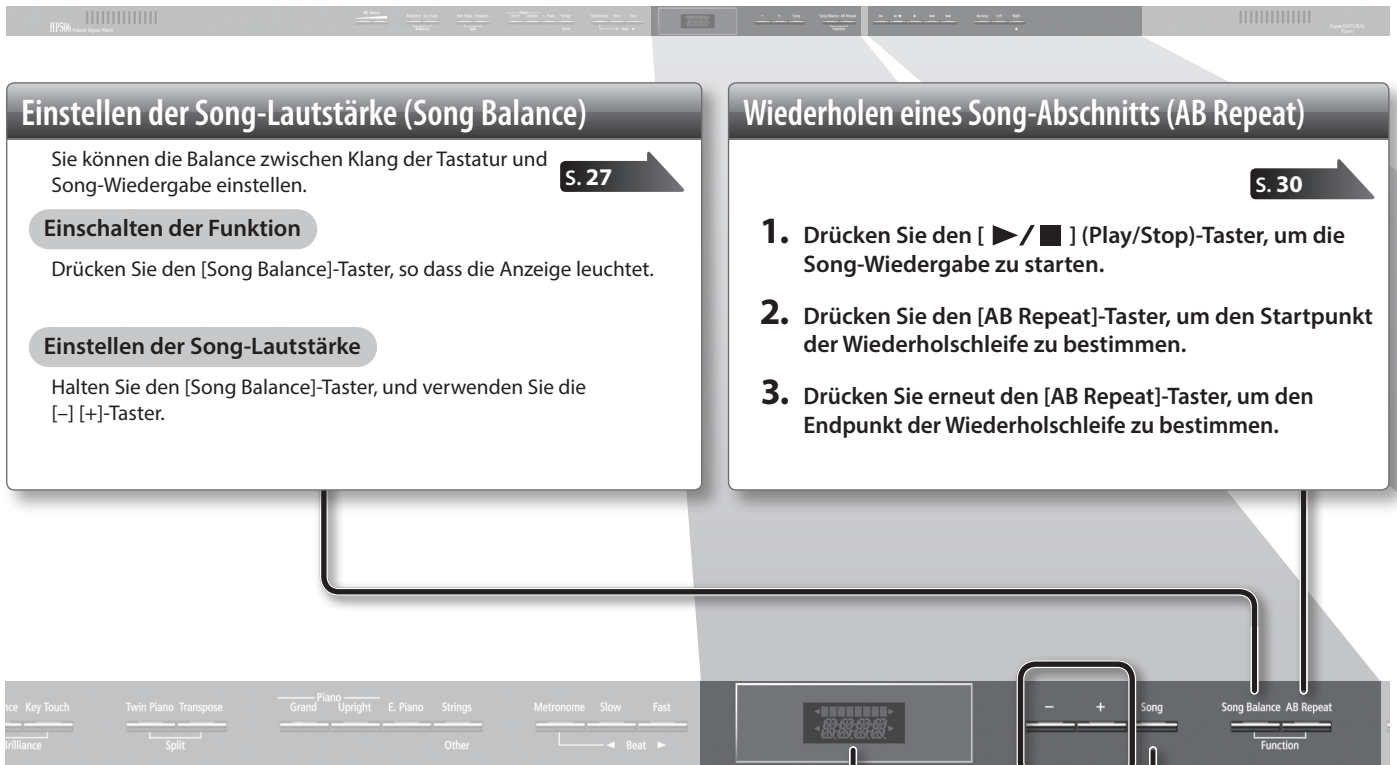 HP506 Roland Digital Piano
Einstellen der Song-Lautstärke (Song Balance)
Sie können die Balance zwischen Klang der Tastatur und
Song-Wiedergabe einstellen.
S. 27
Einschalten der Funktion
Drücken Sie den [Song Balance]-Taster, so dass die Anzeige leuchtet.
Einstellen der Song-Lautstärke
Halten Sie den [Song Balance]-Taster, und verwenden Sie die
[–] [+]-Taster.
Wiederholen eines Song-Abschnitts (AB Repeat)
S. 30
1. Drücken Sie den [ ▶/■ ] (Play/Stop)-Taster, um die
Song-Wiedergabe zu starten.
2. Drücken Sie den [AB Repeat]-Taster, um den Startpunkt
der Wiederholschleife zu bestimmen.
3. Drücken Sie erneut den [AB Repeat]-Taster, um den
Endpunkt der Wiederholschleife zu bestimmen.
Piano
Key Touch Twin Piano Transpose Grand Upright E. Piano Strings Metronome Slow Fast – + Song Song Balance AB Repeat
Brilliance Split Other ◄ Beat ► Function